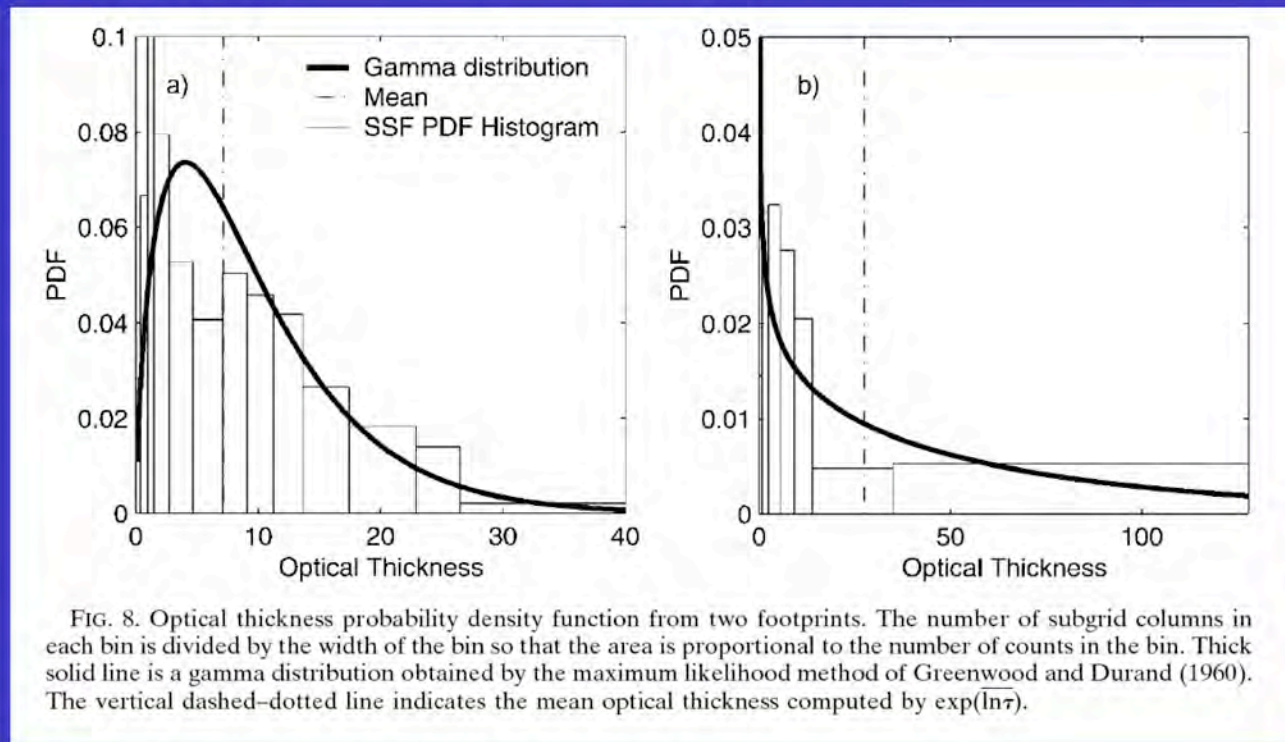 0.1
0.08
0.06
0.04
0.02
0
PDF
a)
Gamma distribution
Mean
SSF PDF Histogram
0 10 20 30 40
Optical Thickness
0.05
0.04
0.03
0.02
0.01
0
PDF
b)
0 50 100
Optical Thickness
FIG. 8. Optical thickness probability density function from two footprints. The number of subgrid columns in
each bin is divided by the width of the bin so that the area is proportional to the number of counts in the bin. Thick
solid line is a gamma distribution obtained by the maximum likelihood method of Greenwood and Durand (1960).
The vertical dashed–dotted line indicates the mean optical thickness computed by exp(l̅n̅τ̅).